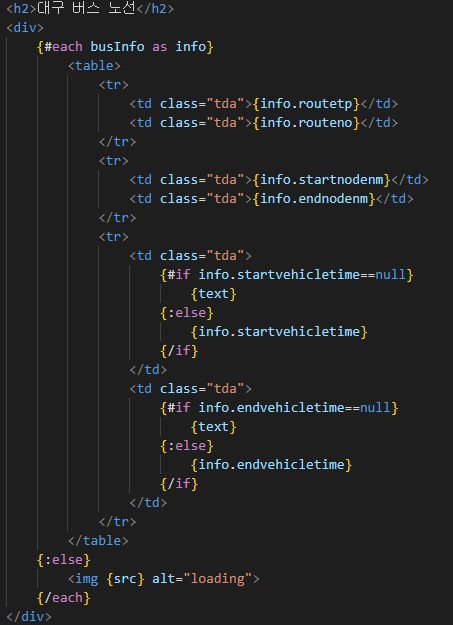 <h2>대구 버스 노선</h2>
<div>
    {#each busInfo as info}
        <table>
            <tr>
                <td class="tda">{info.routetp}</td>
                <td class="tda">{info.routeno}</td>
            </tr>
            <tr>
                <td class="tda">{info.startnodenm}</td>
                <td class="tda">{info.endnodenm}</td>
            </tr>
            <tr>
                <td class="tda">
                    {#if info.startvehicletime==null}
                        {text}
                    {:else}
                        {info.startvehicletime}
                    {/if}
                </td>
                <td class="tda">
                    {#if info.endvehicletime==null}
                        {text}
                    {:else}
                        {info.endvehicletime}
                    {/if}
                </td>
            </tr>
        </table>
    {:else}
        <img {src} alt="loading">
    {/each}
</div>